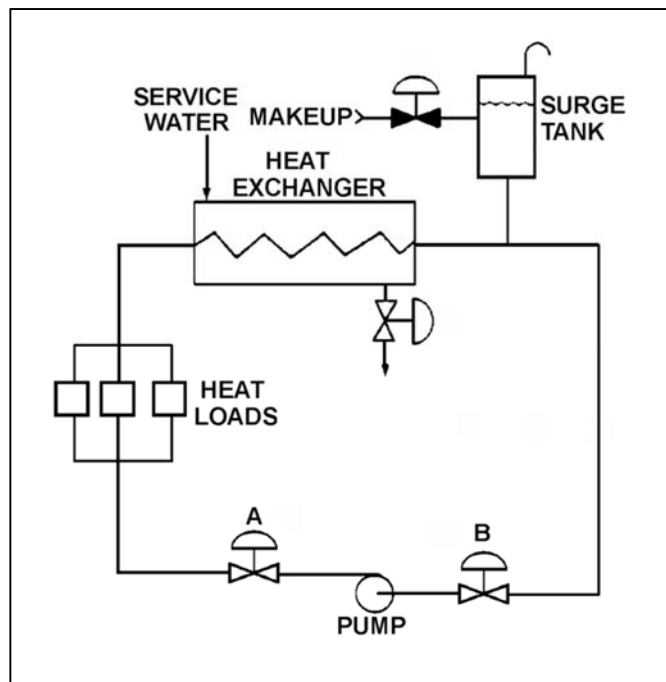 SERVICE
WATER
MAKEUP
SURGE
TANK
HEAT
EXCHANGER
HEAT
LOADS
A
B
PUMP